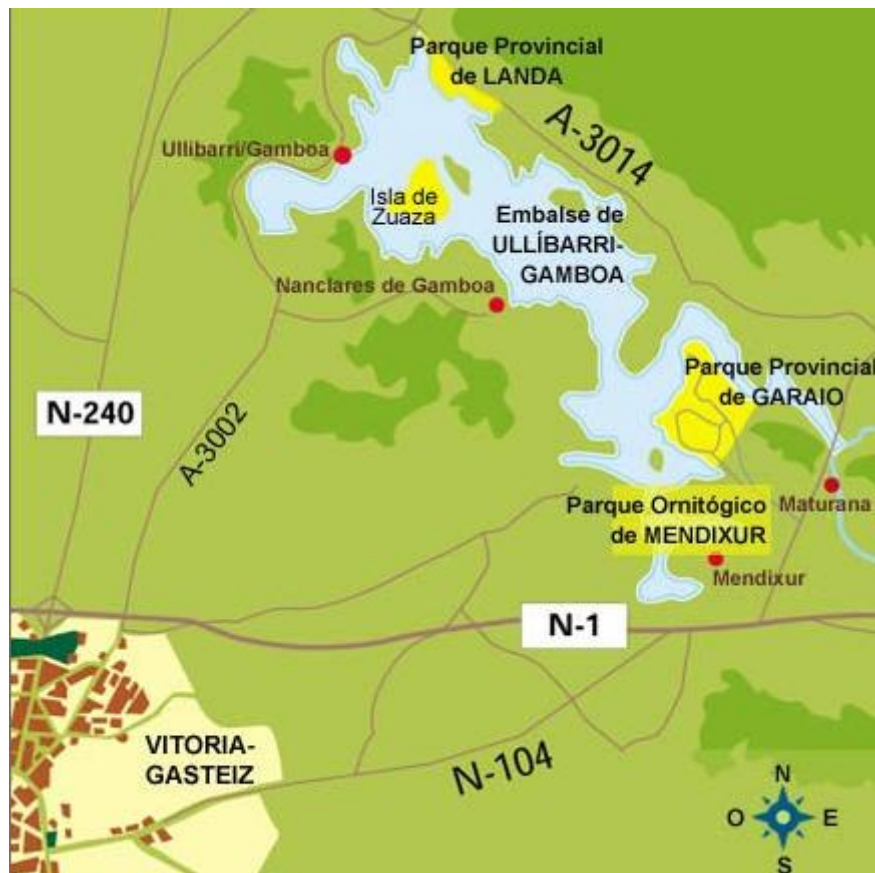 Parque Provincial
de LANDA
A-3014
Ullibarri/Gamboa
Isla de
Zuaza
Embalse de
ULLÍBARRI-
GAMBOA
Nanclares de Gamboa
Parque Provincial
de GARAIO
N-240
A-3002
Parque Ornitógico
de MENDIXUR
Maturana
Mendixur
N-1
VITORIA-
GASTEIZ
N-104
N
O
E
S